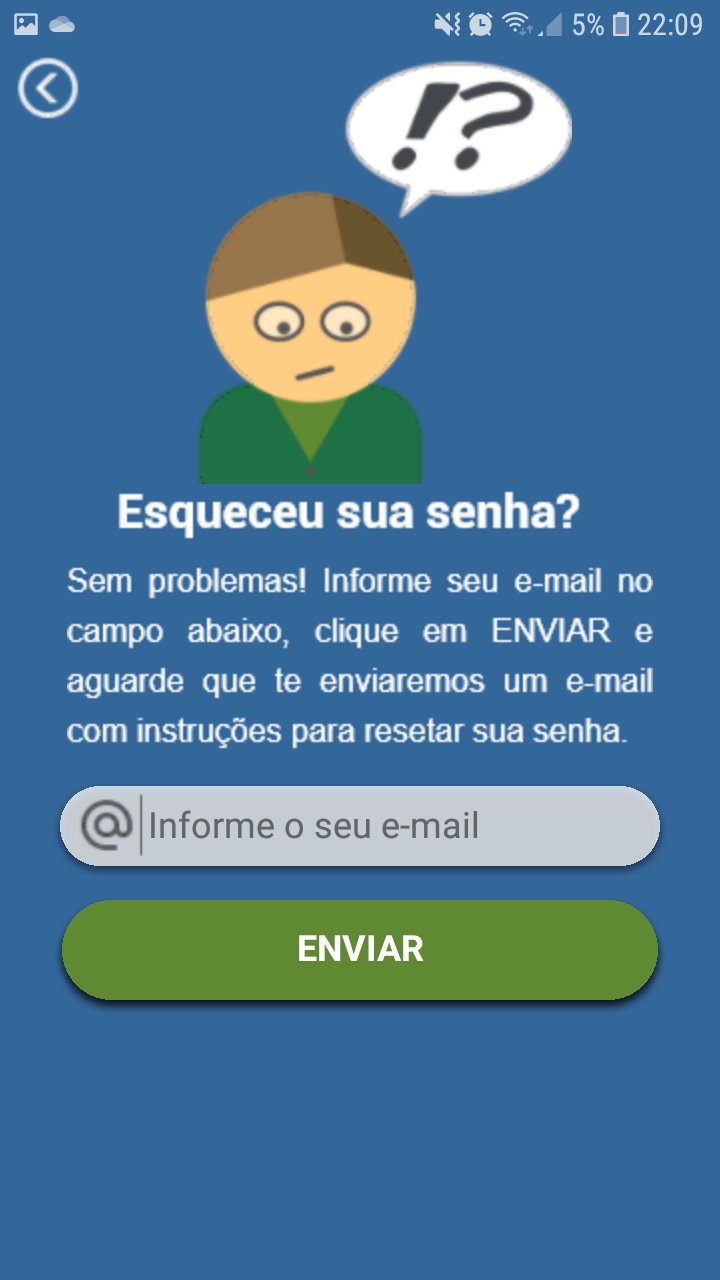 5% 22:09
!?
Esqueceu sua senha?
Sem problemas! Informe seu e-mail no
campo abaixo, clique em ENVIAR e
aguarde que te enviaremos um e-mail
com instruções para resetar sua senha.
@ Informe o seu e-mail
ENVIAR